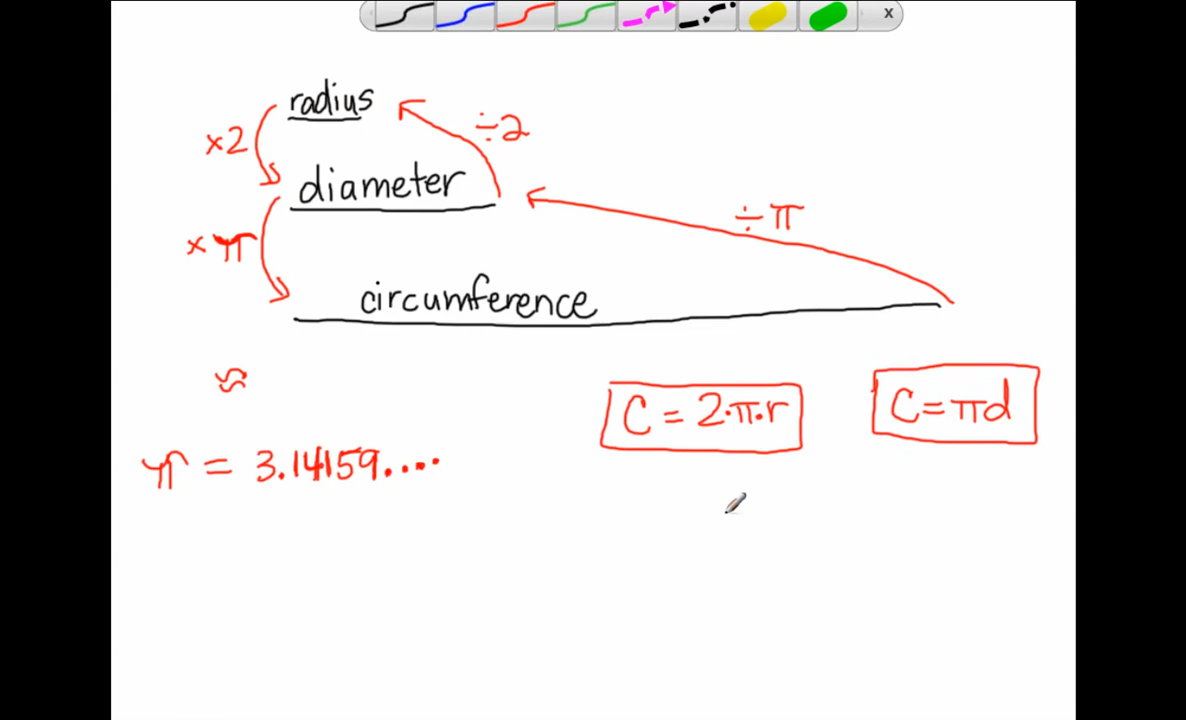 x
radius
×2
÷2
diameter
×π
÷π
circumference
≈
C = 2·π·r
C = πd
π = 3.14159....